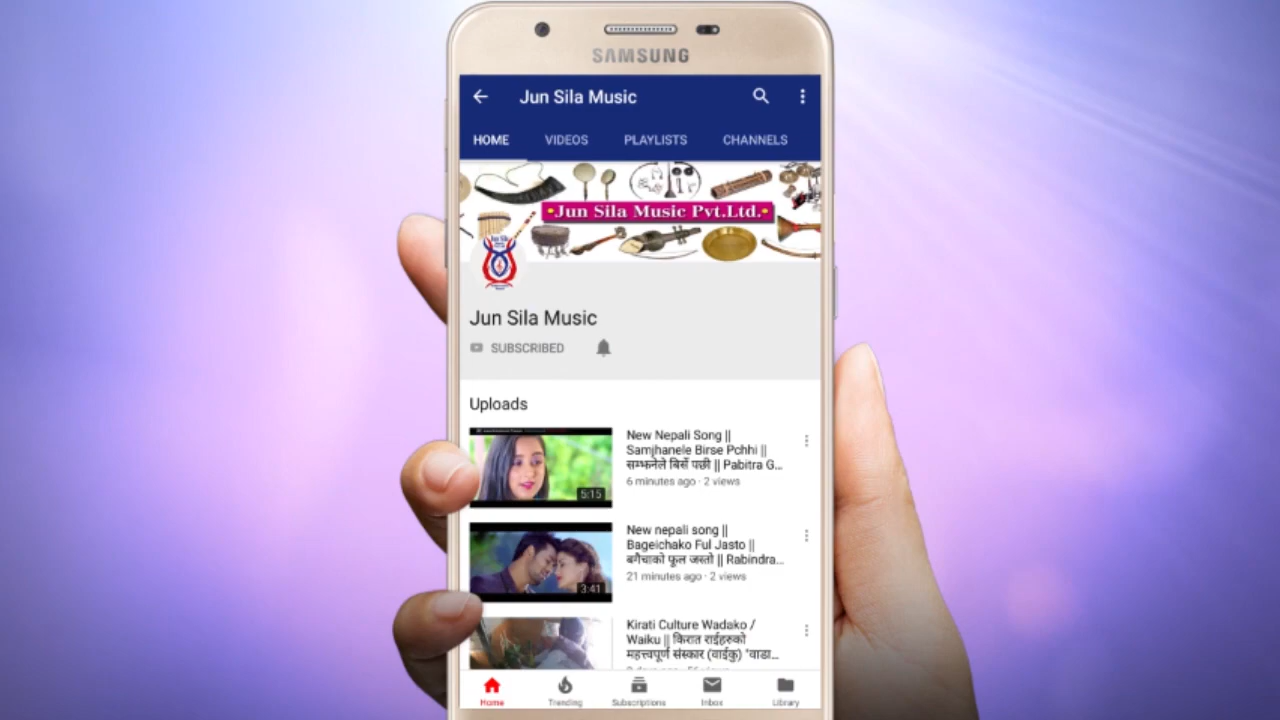 SAMSUNG
Jun Sila Music
HOME VIDEOS PLAYLISTS CHANNELS
•Jun Sila Music Pvt.Ltd.•
Jun Sila Music
SUBSCRIBED
Uploads
New Nepali Song ||
Samjhanele Birse Pchhi ||
सम्झनेले बिर्से पछी || Pabitra G...
6 minutes ago · 2 views
5:15
New nepali song ||
Bageichako Ful Jasto ||
बगैचाको फूल जस्तो || Rabindra...
21 minutes ago · 2 views
3:41
Kirati Culture Wadako /
Waiku || किरात राईहरुको
महत्त्वपूर्ण संस्कार (वाईकु) "वाडा...
Home Trending Subscriptions Inbox Library